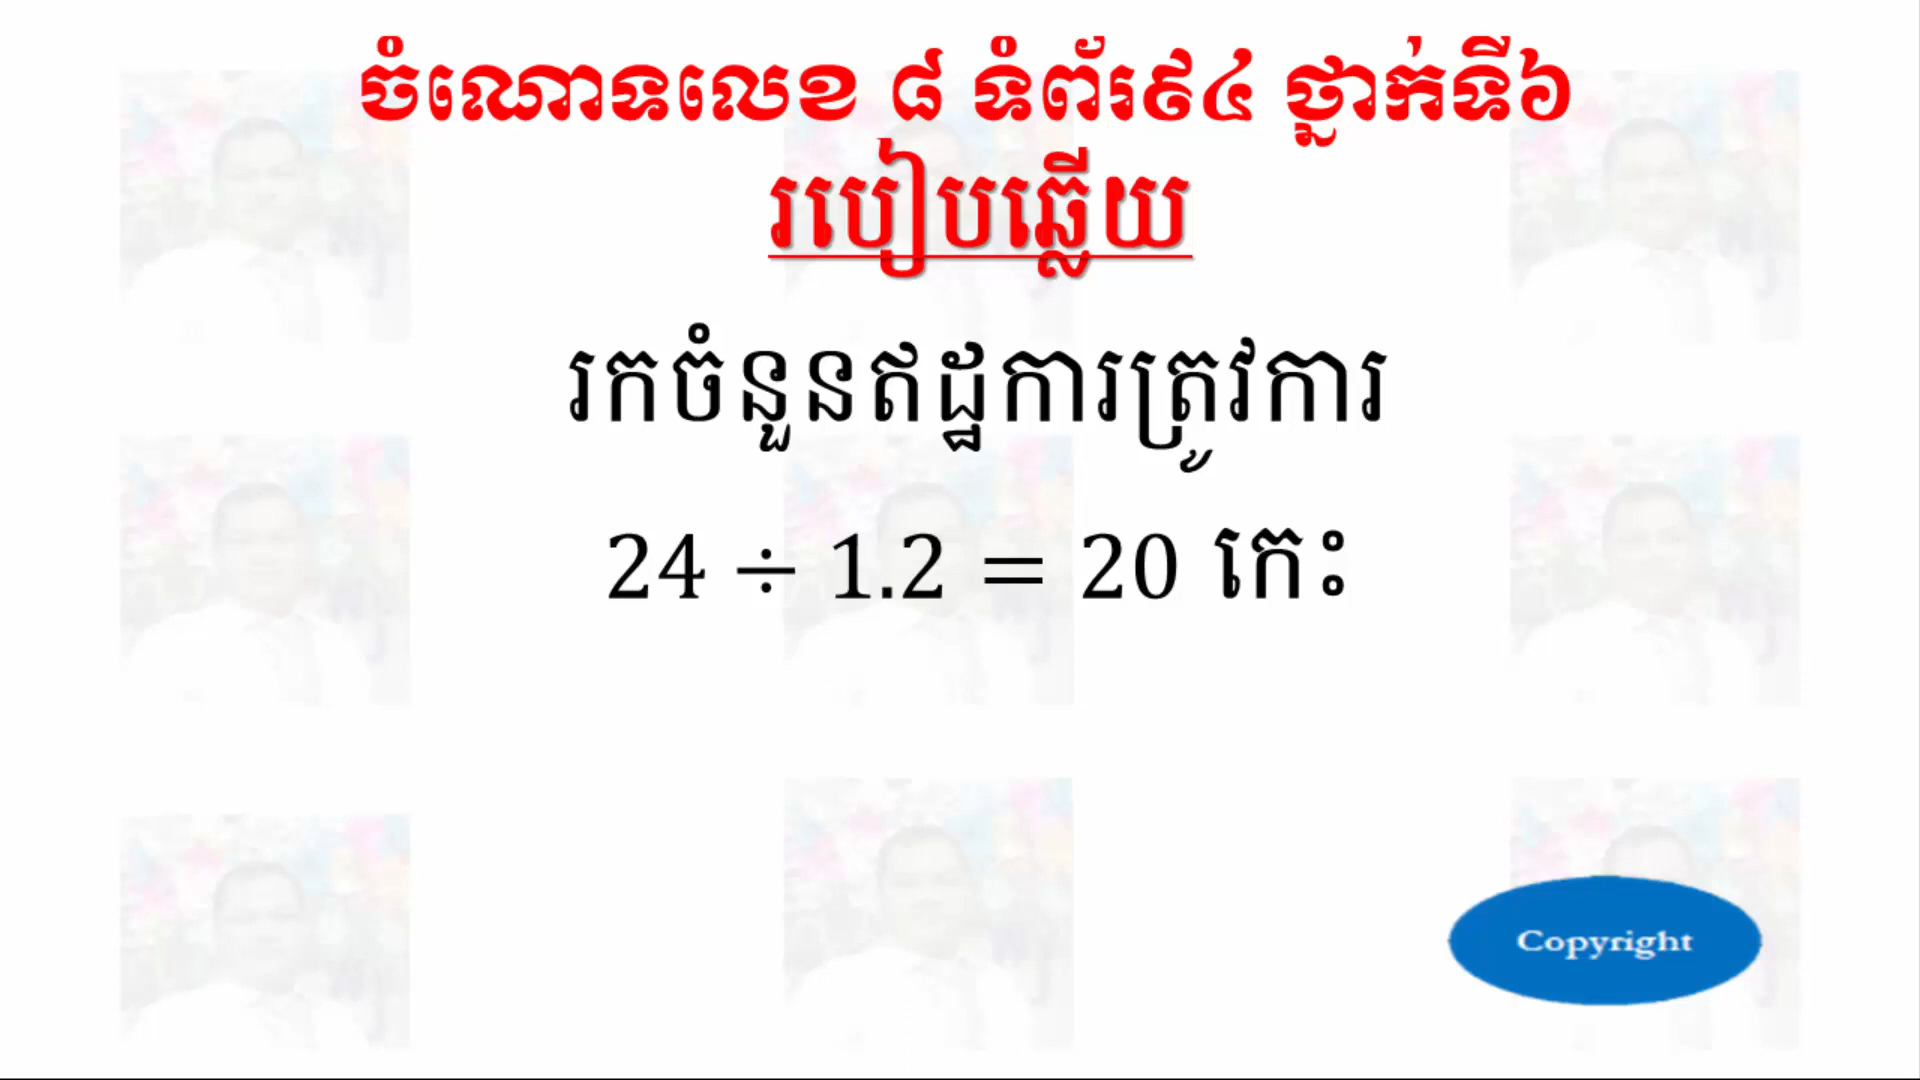 ចំណោទលេខ ៨ ទំព័រ៩៤ ថ្នាក់ទី៦
របៀបឆ្លើយ
រកចំនួនឥដ្ឋការត្រូវការ
24 ÷ 1.2 = 20 កេះ
Copyright